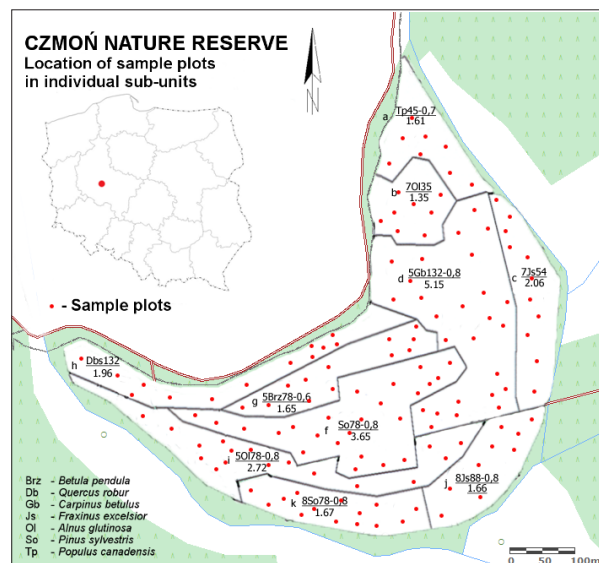 CZMOŃ NATURE RESERVE
Location of sample plots
in individual sub-units
N
- Sample plots
a
Tp45-0,7
1.61
b
7Ol35
1.35
d
5Gb132-0,8
5.15
c
7Js54
2.06
h
Dbs132
1.96
g
5Brz78-0,6
1.65
f
So78-0,8
3.65
i
5Ol78-0,8
2.72
j
8Js88-0,8
1.66
k
8So78-0,8
1.67
Brz - Betula pendula
Db - Quercus robur
Gb - Carpinus betulus
Js - Fraxinus excelsior
Ol - Alnus glutinosa
So - Pinus sylvestris
Tp - Populus canadensis
0 50 100m